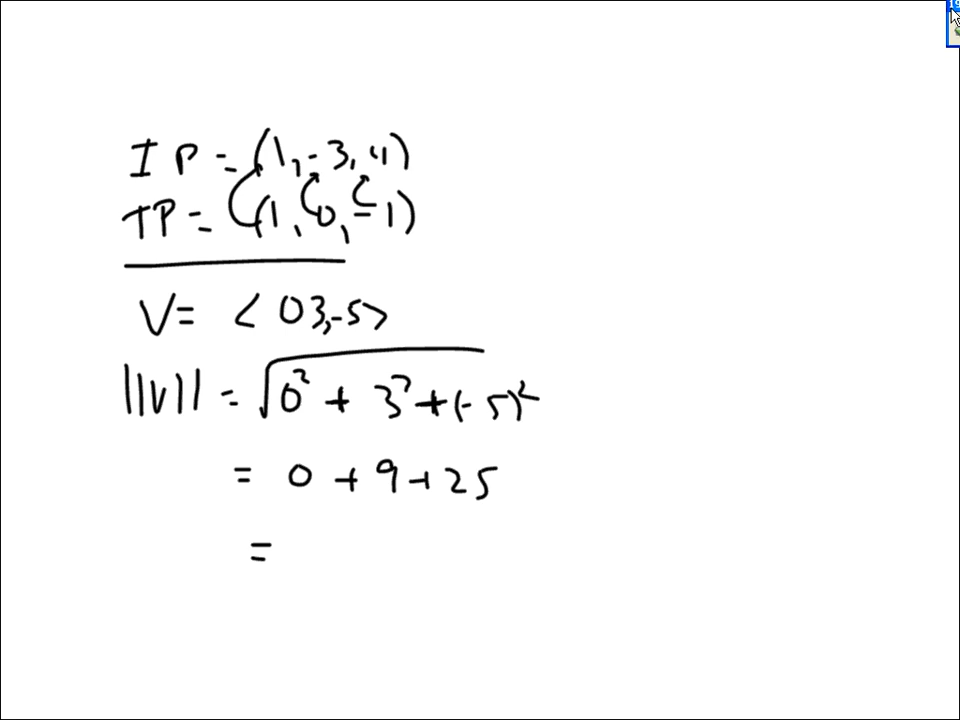 IP = (1, -3, 4)
TP = (1, 0, -1)
V = < 0 3, -5>
||V|| = √0² + 3² + (-5)²
= 0 + 9 + 25
=